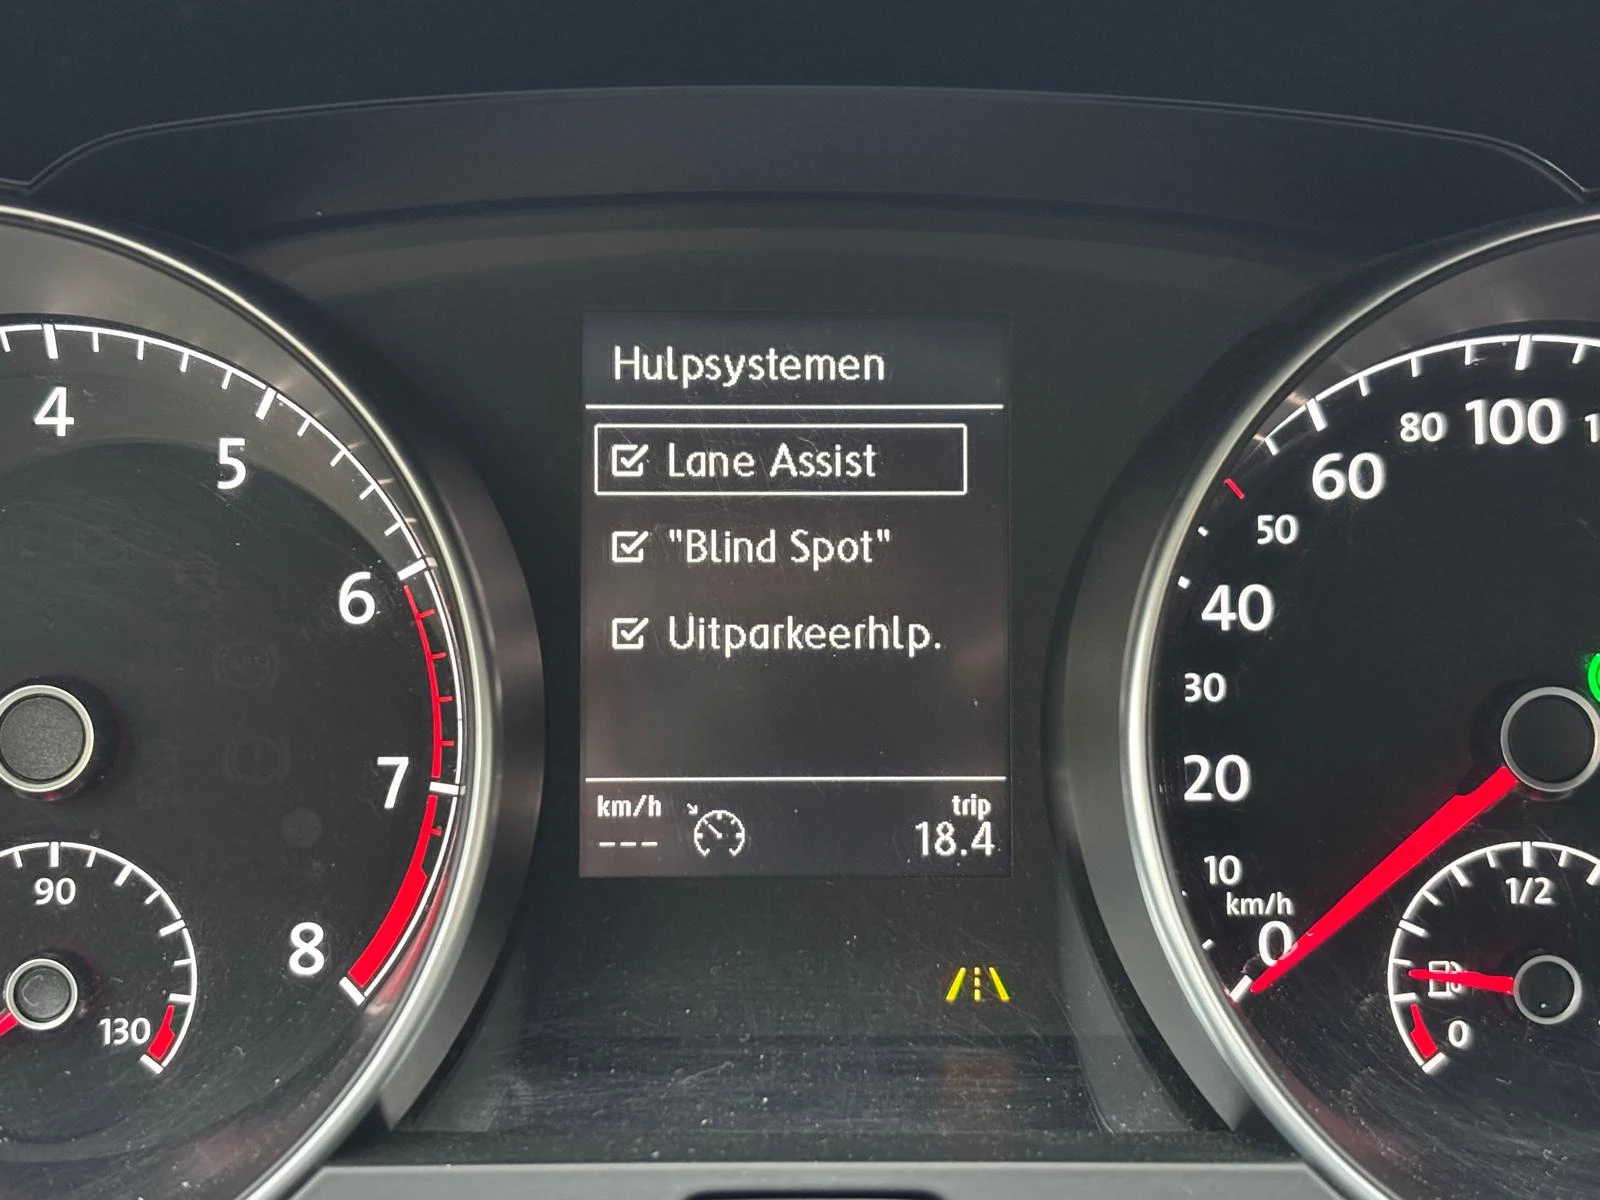 Hulpsystemen
Lane Assist
"Blind Spot"
Uitparkeerhlp.
km/h
---
trip
18.4
4
5
6
7
8
90
130
0
10
20
30
40
50
60
80
100
km/h
1/2
0